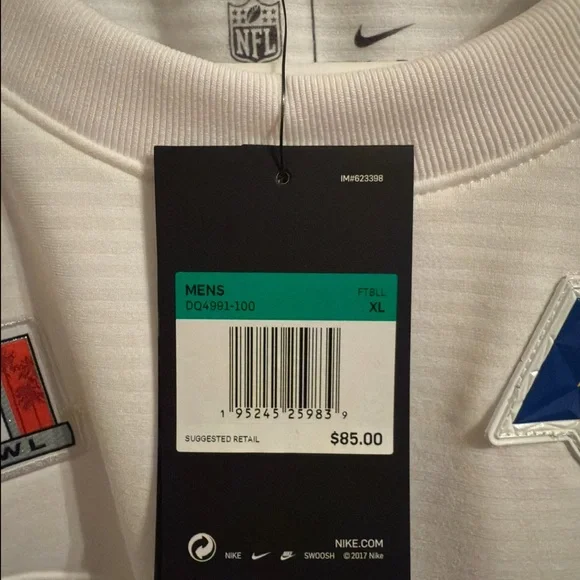 NFL
IM#623398
MENS FTBLL
DQ4991-100 XL
1 95245 25983 9
SUGGESTED RETAIL $85.00
NIKE.COM
NIKE SWOOSH © 2017 Nike
WL